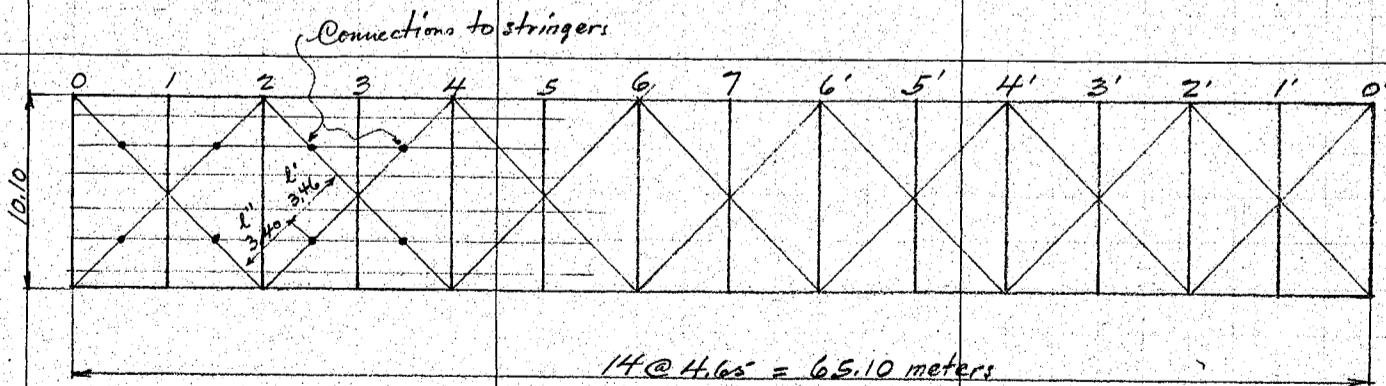 Connections to stringers
0 1 2 3 4 5 6 7 6' 5' 4' 3' 2' 1' 0'
10.10
l' 3.46
l" 3.40
14 @ 4.65 = 65.10 meters